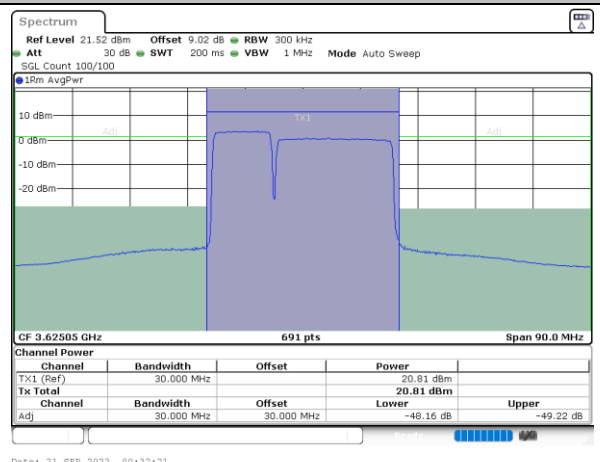 Spectrum
Ref Level 21.52 dBm Offset 9.02 dB RBW 300 kHz
Att 30 dB SWT 200 ms VBW 1 MHz Mode Auto Sweep
SGL Count 100/100
1Rm AvgPwr
10 dBm
TX1
Adj
Adj
0 dBm
-10 dBm
-20 dBm
CF 3.62505 GHz 691 pts Span 90.0 MHz
Channel Power
Channel Bandwidth Offset Power
TX1 (Ref) 30.000 MHz 20.81 dBm
Tx Total 20.81 dBm
Channel Bandwidth Offset Lower Upper
Adj 30.000 MHz 30.000 MHz -48.16 dB -49.22 dB
Ready